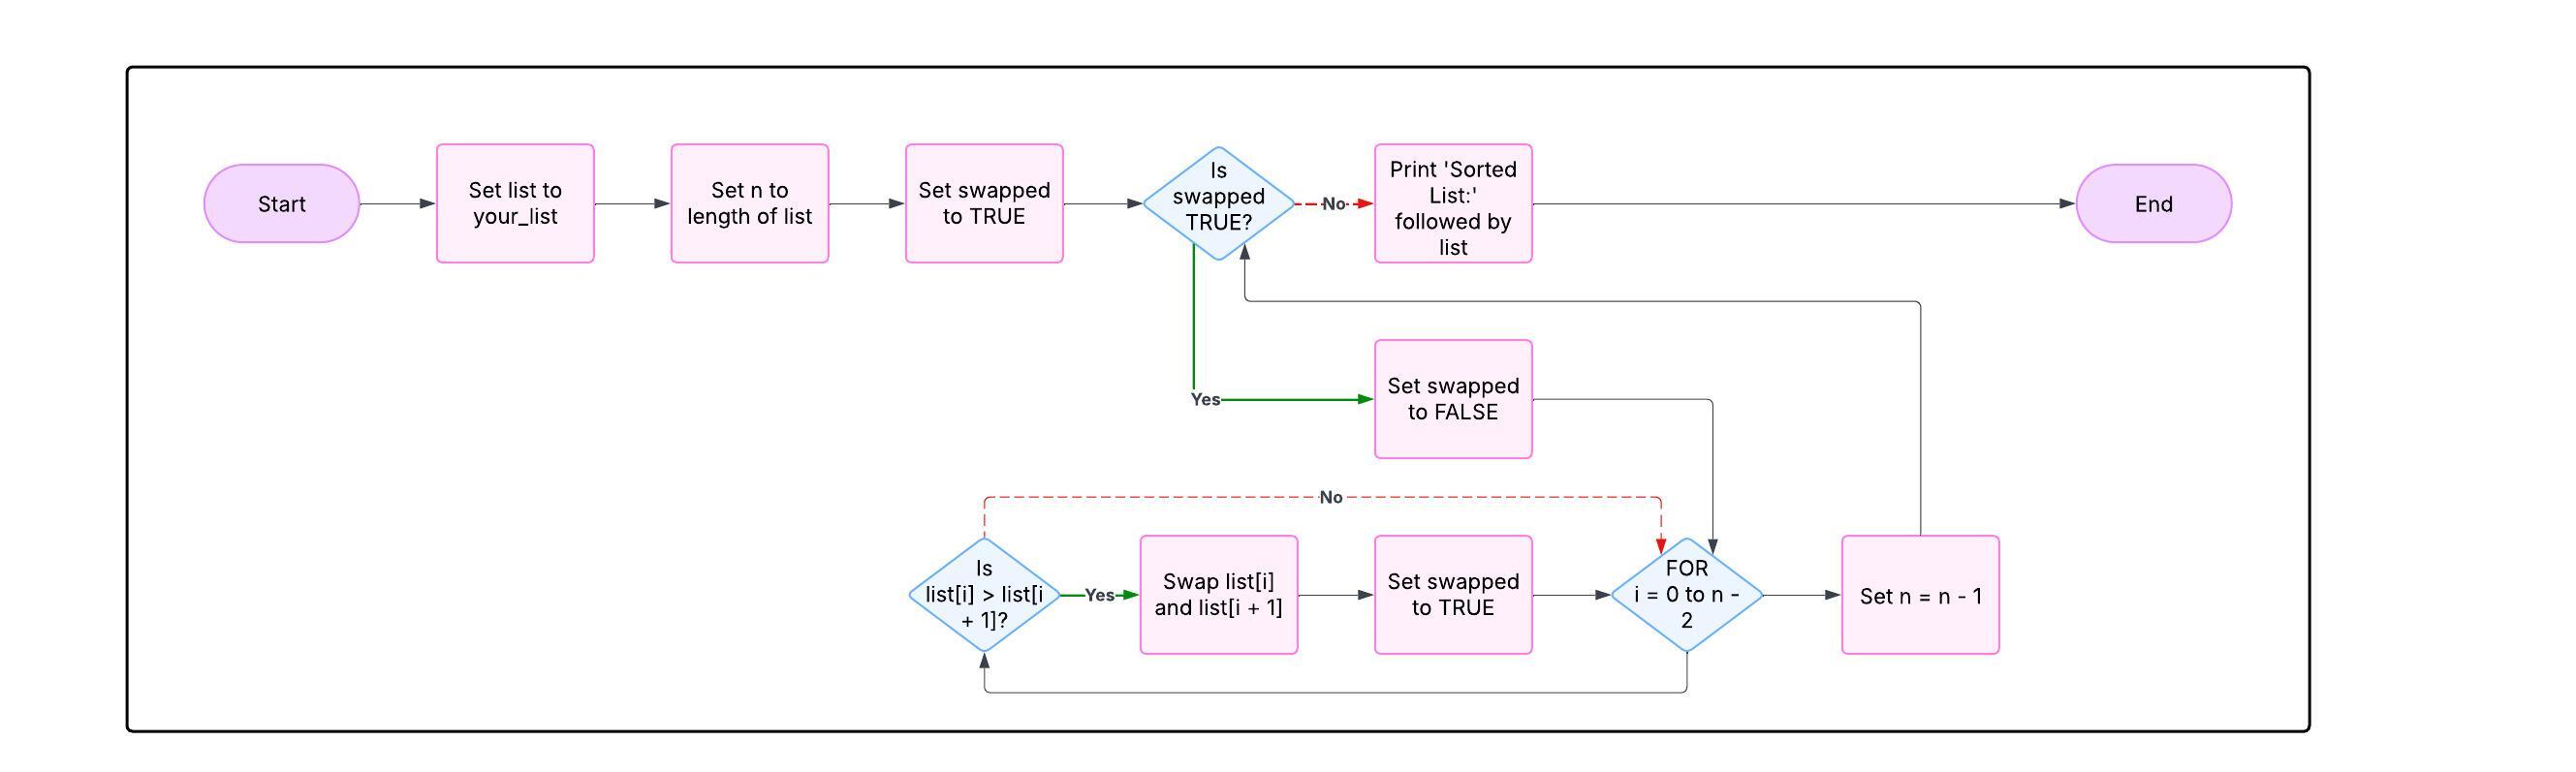 Start
Set list to
your_list
Set n to
length of list
Set swapped
to TRUE
Is
swapped
TRUE?
No
Print 'Sorted
List:'
followed by
list
End
Yes
Set swapped
to FALSE
No
Is
list[i] > list[i
+ 1]?
Yes
Swap list[i]
and list[i + 1]
Set swapped
to TRUE
FOR
i = 0 to n -
2
Set n = n - 1